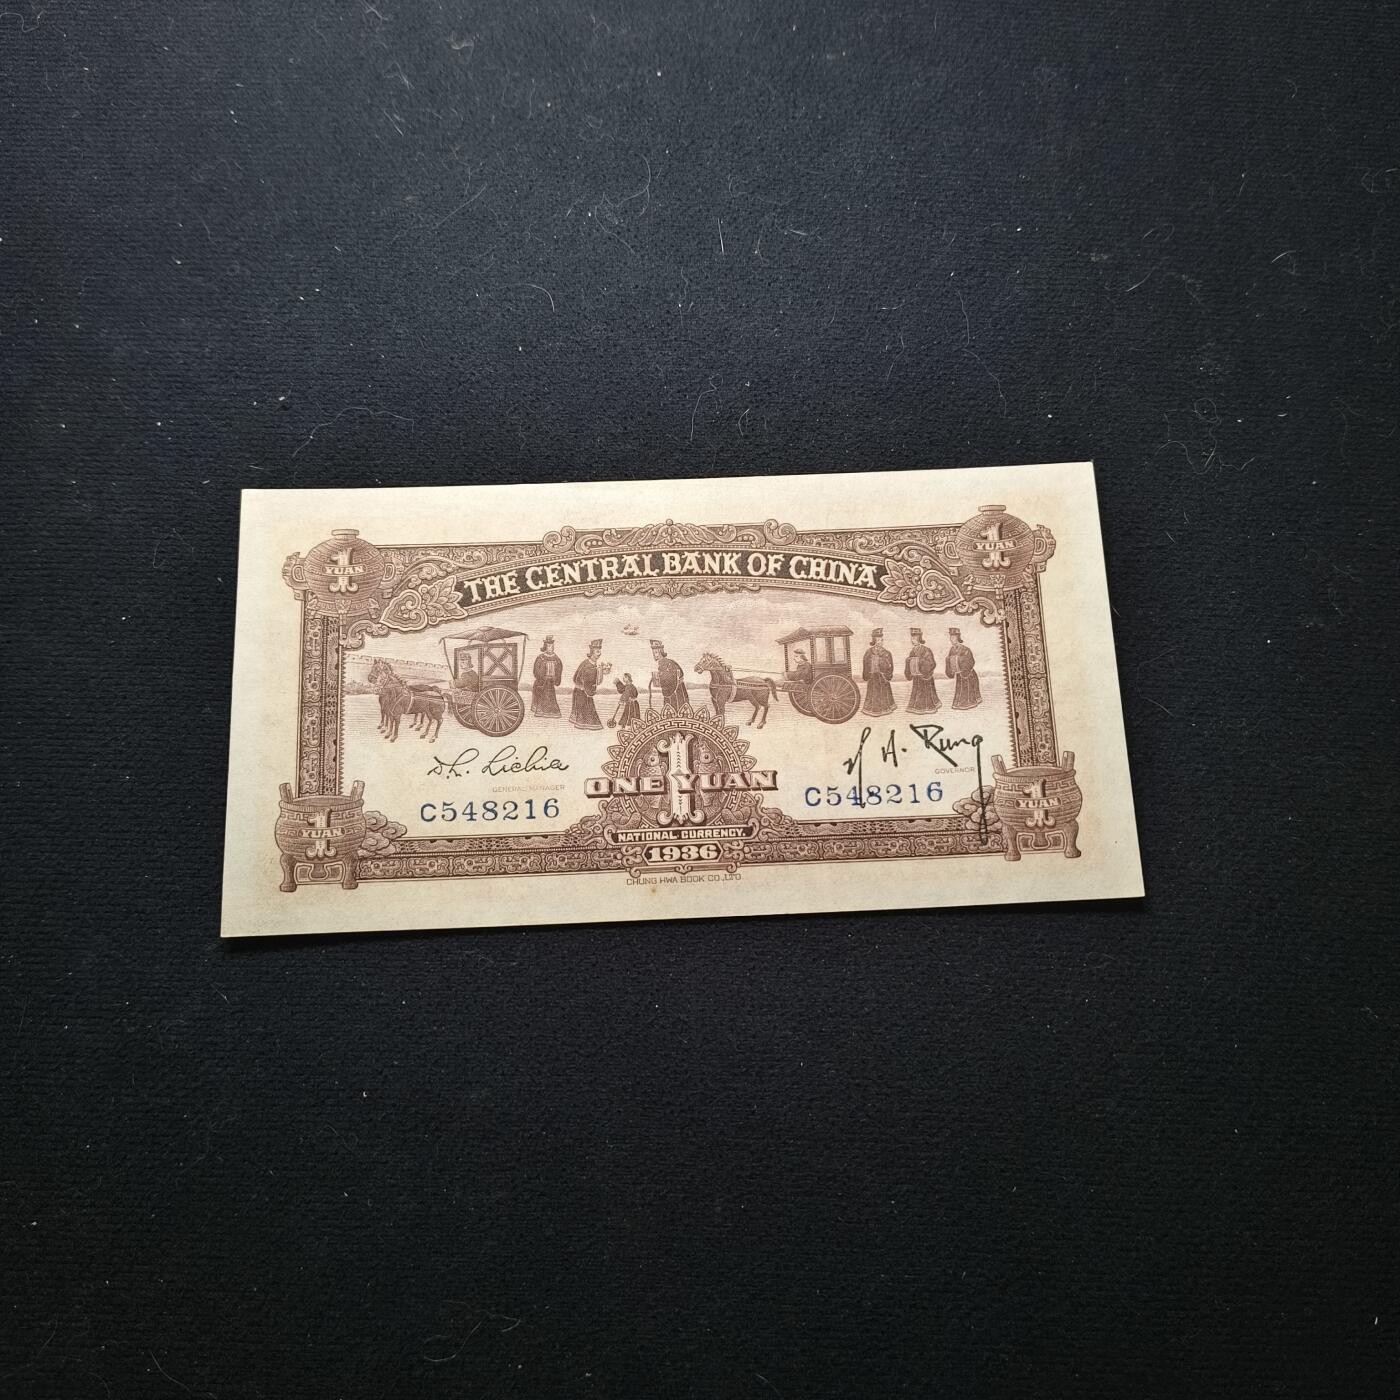 1
YUAN
1
YUAN
THE CENTRAL BANK OF CHINA
GENERAL MANAGER
GOVERNOR
C548216
C548216
1
ONE YUAN
1
YUAN
1
YUAN
NATIONAL CURRENCY.
1936
CHUNG HWA BOOK CO.,LTD.